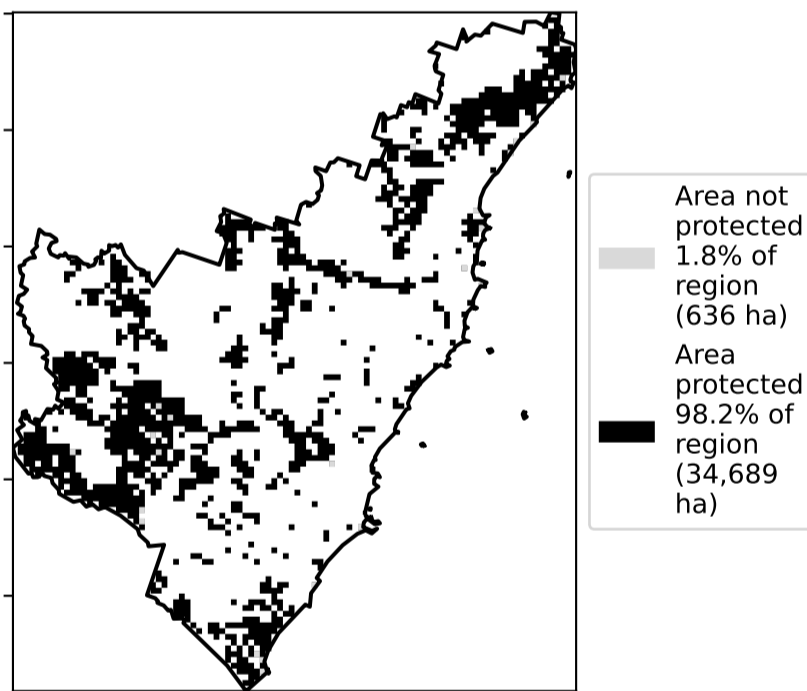 Area not
protected
1.8% of
region
(636 ha)
Area
protected
98.2% of
region
(34,689
ha)